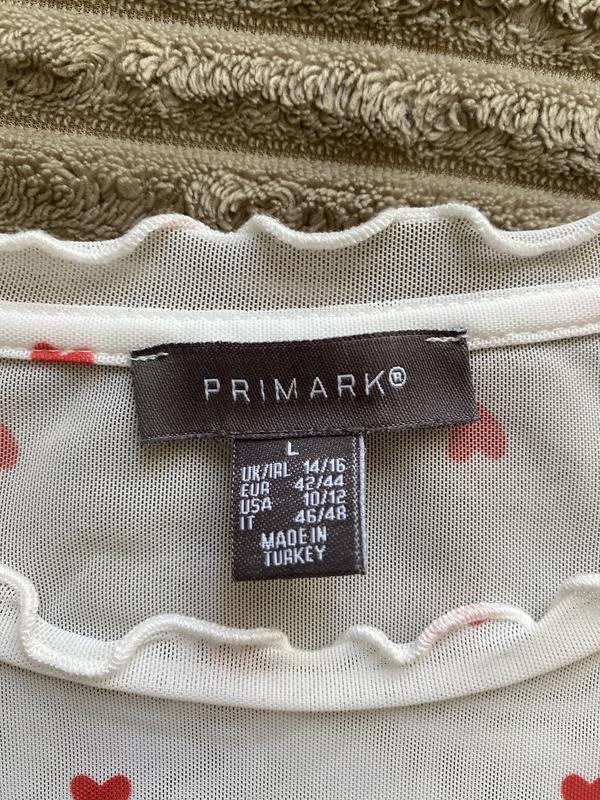 PRIMARK®
L
UK/IRL 14/16
EUR 42/44
USA 10/12
IT 46/48
MADE IN
TURKEY